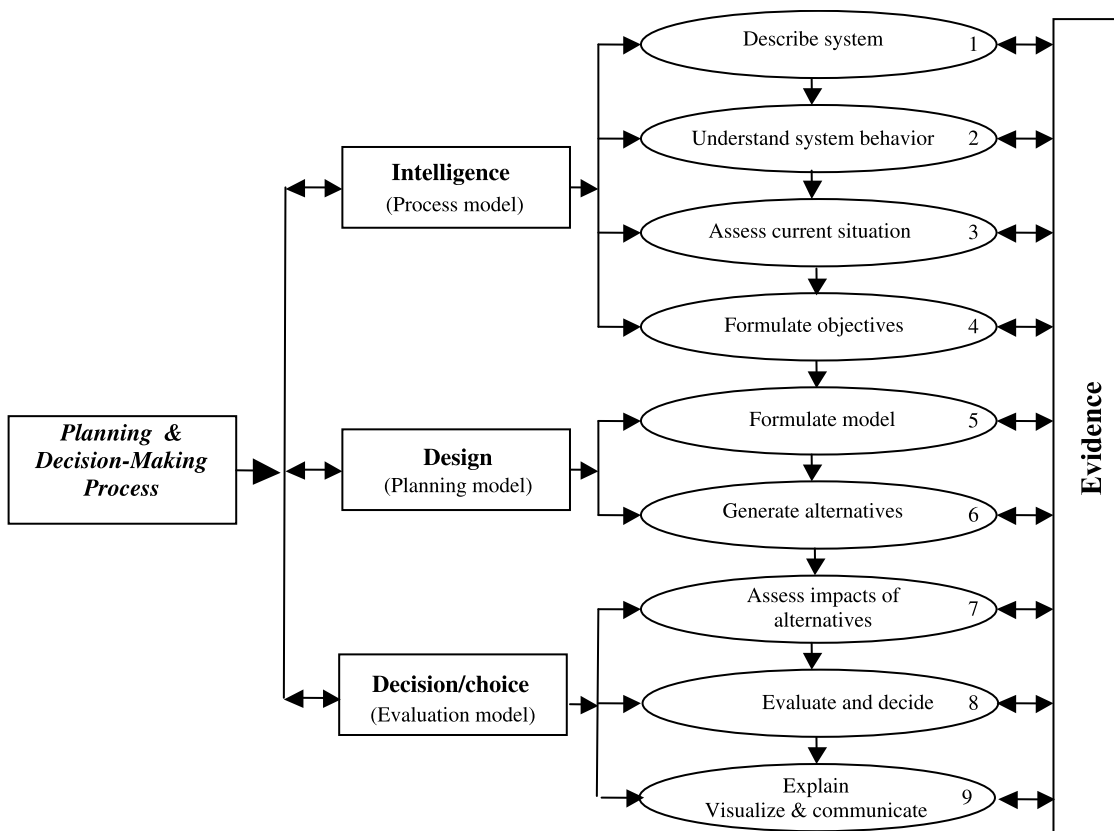 Describe system 1
Understand system behavior 2
Intelligence
(Process model)
Assess current situation 3
Formulate objectives 4
Planning & 
Decision-Making
Process
Design
(Planning model)
Formulate model 5
Generate alternatives 6
Evidence
Assess impacts of
alternatives 7
Decision/choice
(Evaluation model)
Evaluate and decide 8
Explain
Visualize & communicate 9